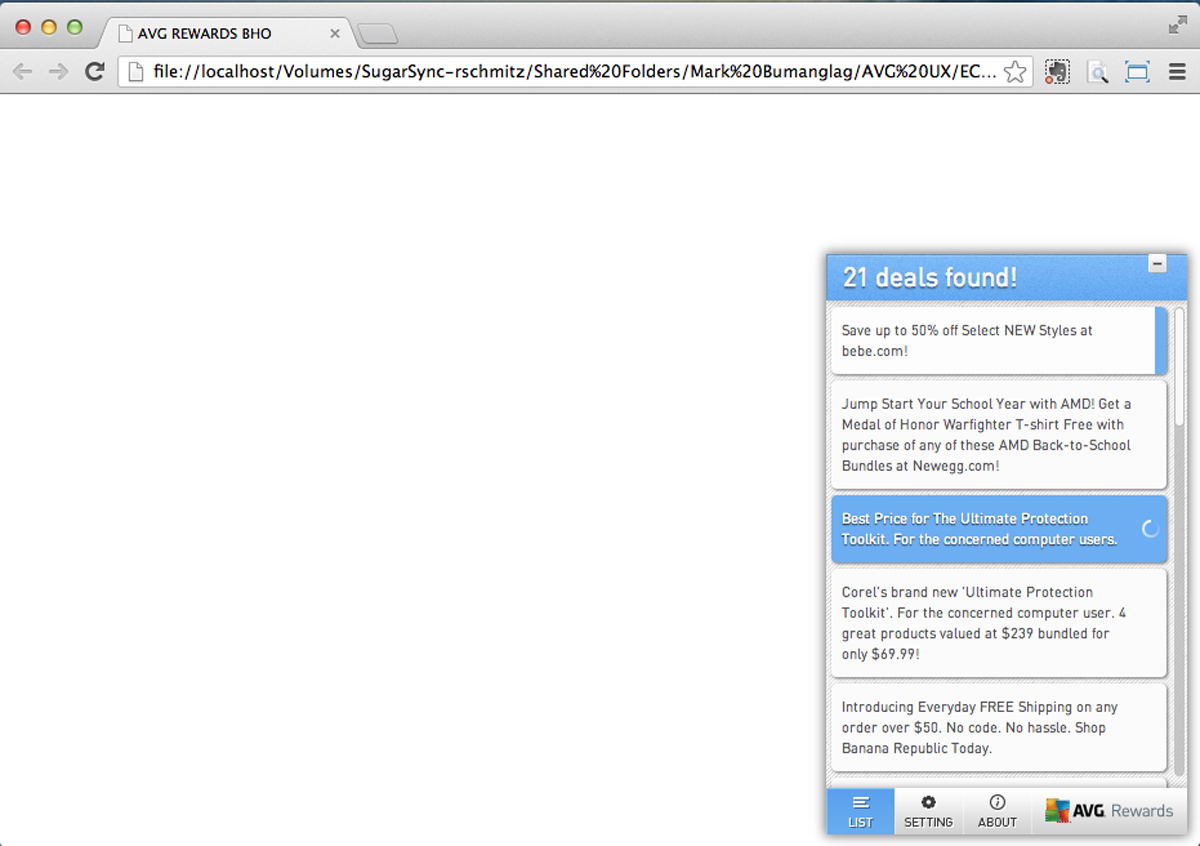 AVG REWARDS BHO
file://localhost/Volumes/SugarSync-rschmitz/Shared%20Folders/Mark%20Bumanglag/AVG%20UX/EC...
21 deals found!
Save up to 50% off Select NEW Styles at
bebe.com!
Jump Start Your School Year with AMD! Get a
Medal of Honor Warfighter T-shirt Free with
purchase of any of these AMD Back-to-School
Bundles at Newegg.com!
Best Price for The Ultimate Protection
Toolkit. For the concerned computer users.
Corel's brand new 'Ultimate Protection
Toolkit'. For the concerned computer user. 4
great products valued at $239 bundled for
only $69.99!
Introducing Everyday FREE Shipping on any
order over $50. No code. No hassle. Shop
Banana Republic Today.
LIST SETTING ABOUT AVG Rewards